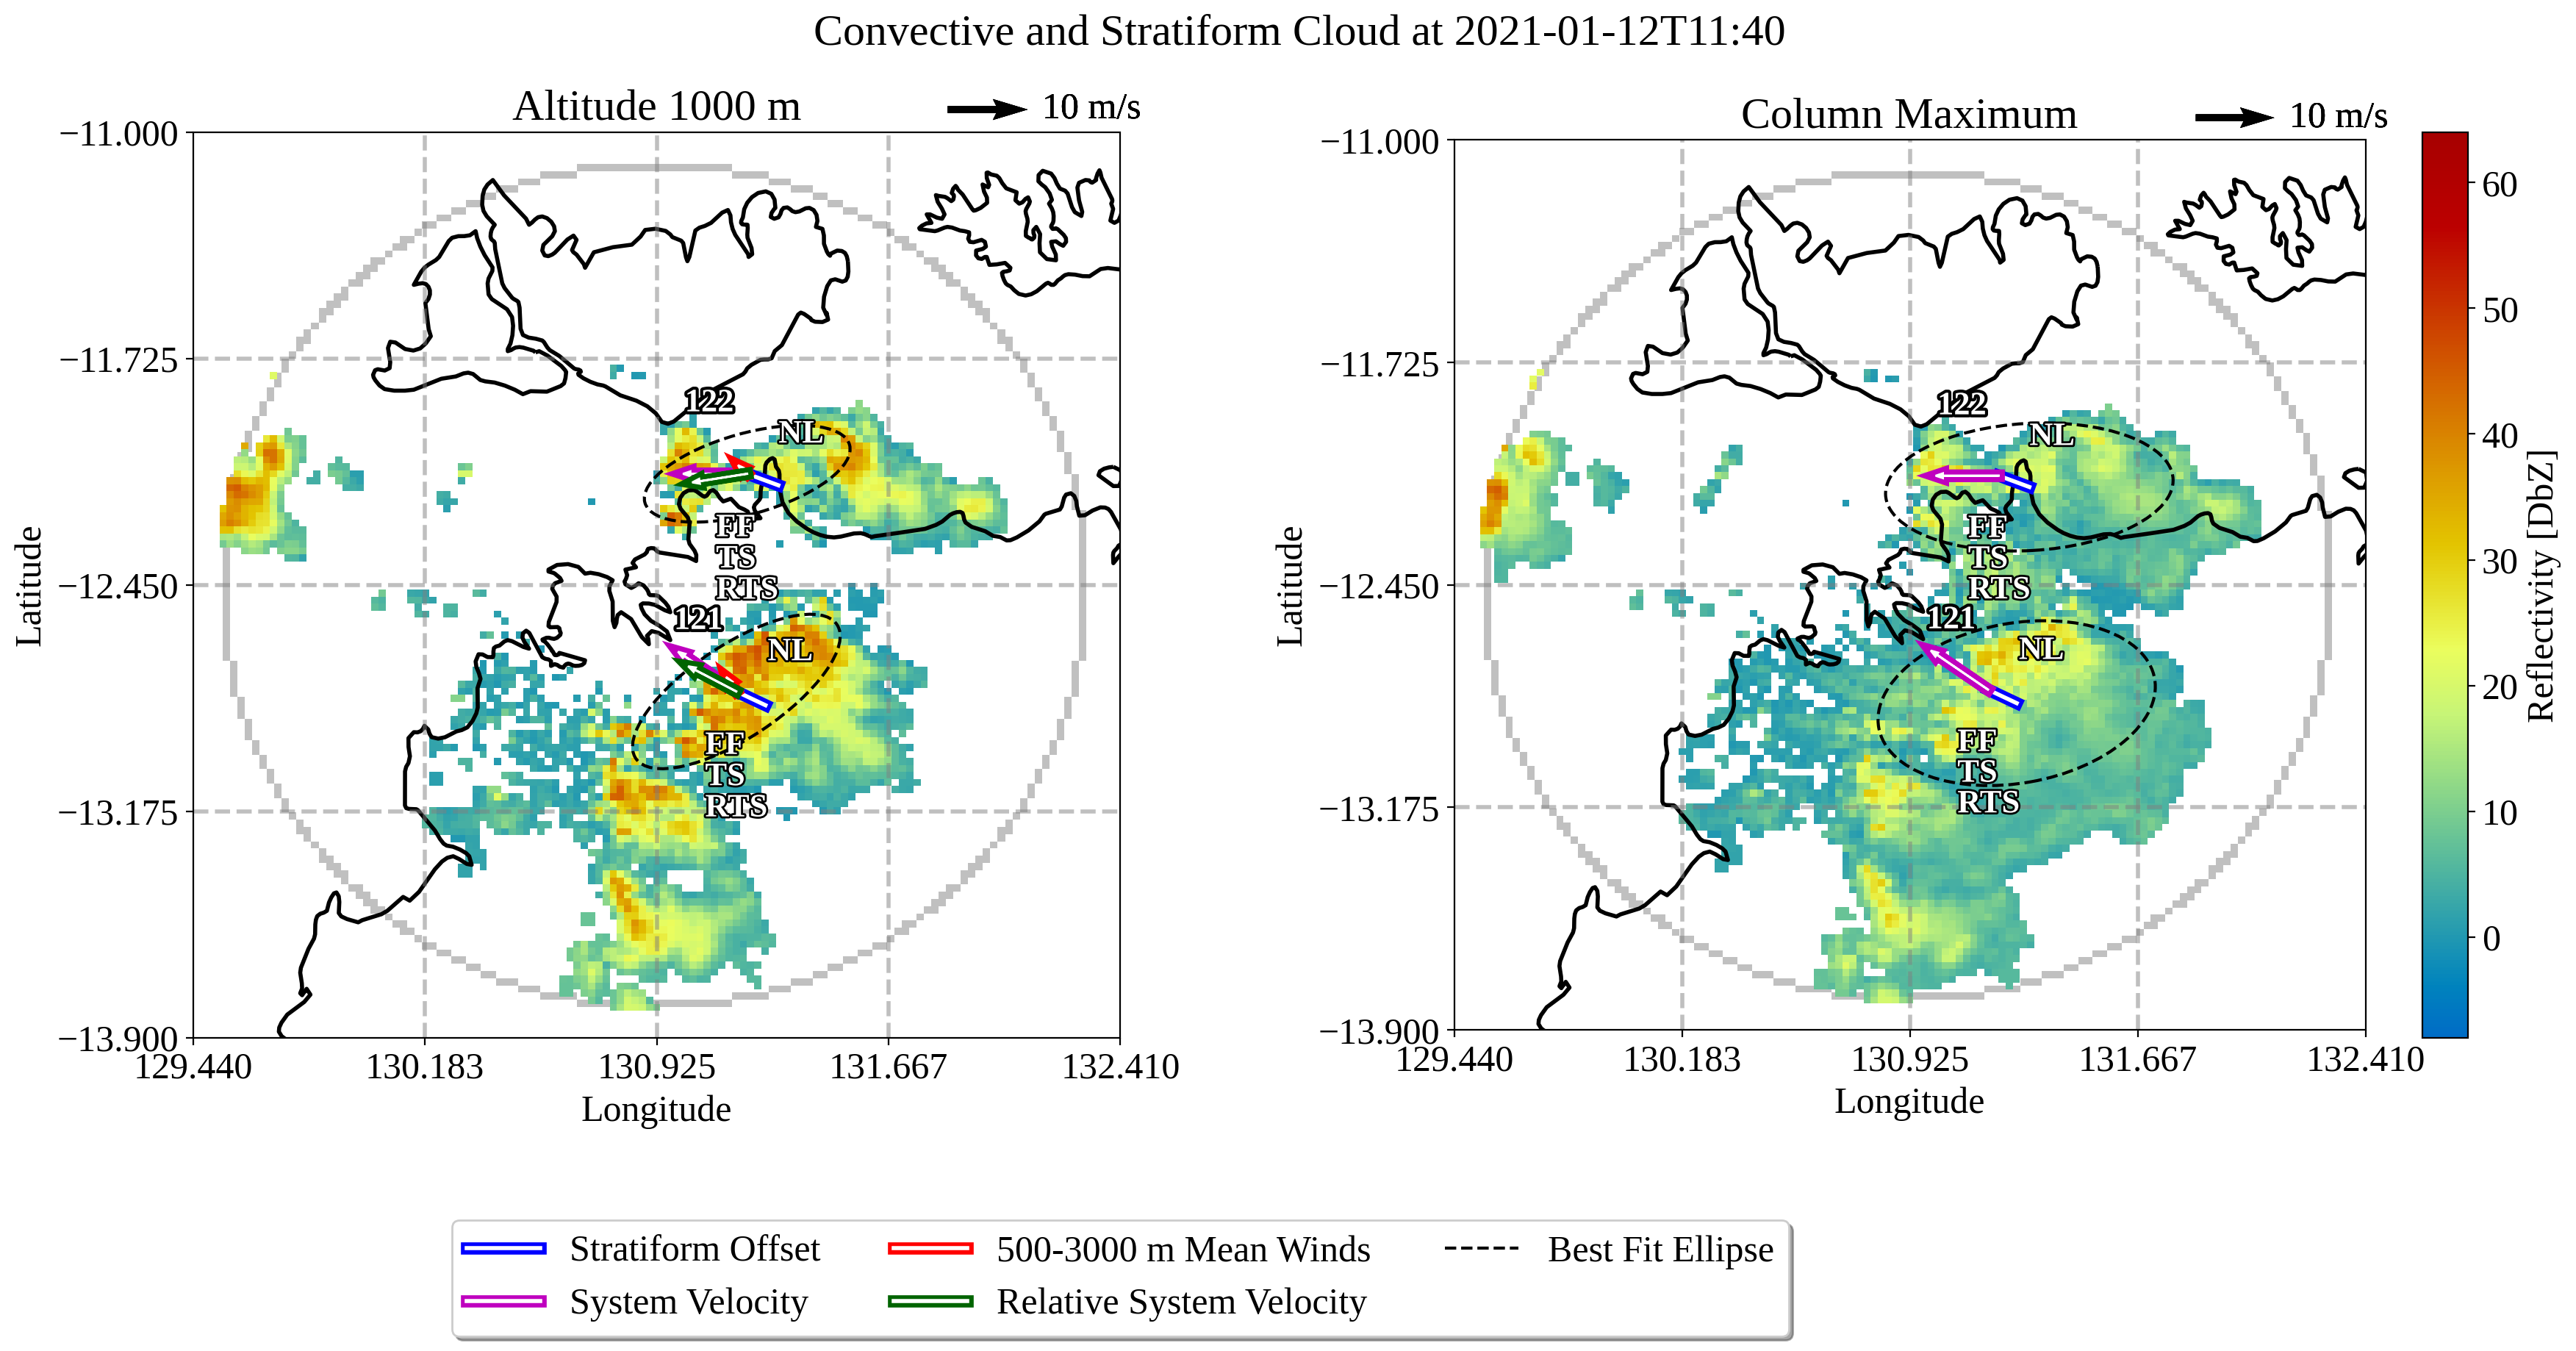 Convective and Stratiform Cloud at 2021-01-12T11:40
Altitude 1000 m
10 m/s
−11.000
−11.725
−12.450
−13.175
−13.900
Latitude
129.440
130.183
130.925
131.667
132.410
Longitude
122
NL
FF
TS
RTS
121
NL
FF
TS
RTS
Column Maximum
10 m/s
−11.000
−11.725
−12.450
−13.175
−13.900
Latitude
129.440
130.183
130.925
131.667
132.410
Longitude
122
NL
FF
TS
RTS
121
NL
FF
TS
RTS
60
50
40
30
20
10
0
Reflectivity [DbZ]
Stratiform Offset
System Velocity
500-3000 m Mean Winds
Relative System Velocity
Best Fit Ellipse